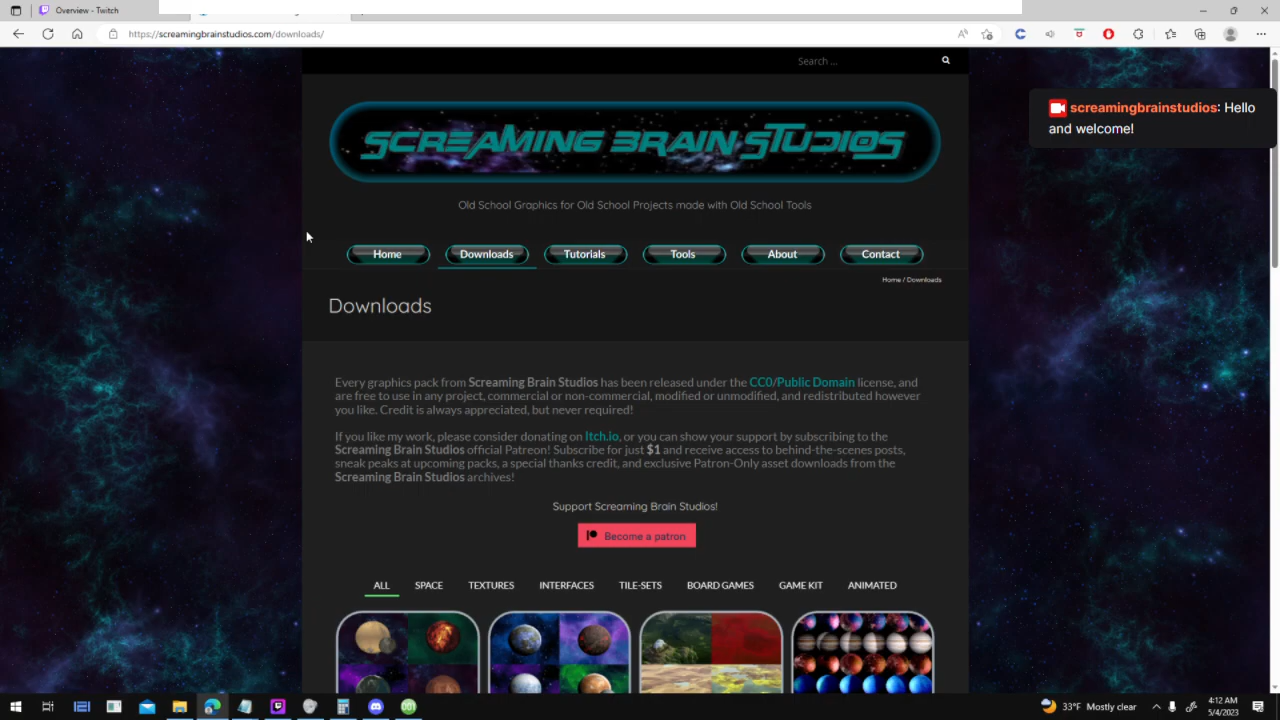 Overview - Twitch
https://screamingbrainstudios.com/downloads/
Search ...
screamingbrainstudios: Hello
and welcome!
SCREAMING BRAIN STUDIOS
Old School Graphics for Old School Projects made with Old School Tools
Home
Downloads
Tutorials
Tools
About
Contact
Home / Downloads
Downloads
Every graphics pack from Screaming Brain Studios has been released under the CC0/Public Domain license, and
are free to use in any project, commercial or non-commercial, modified or unmodified, and redistributed however
you like. Credit is always appreciated, but never required!
If you like my work, please consider donating on Itch.io, or you can show your support by subscribing to the
Screaming Brain Studios official Patreon! Subscribe for just $1 and receive access to behind-the-scenes posts,
sneak peaks at upcoming packs, a special thanks credit, and exclusive Patron-Only asset downloads from the
Screaming Brain Studios archives!
Support Screaming Brain Studios!
Become a patron
ALL
SPACE
TEXTURES
INTERFACES
TILE-SETS
BOARD GAMES
GAME KIT
ANIMATED
33°F Mostly clear
4:12 AM
5/4/2023